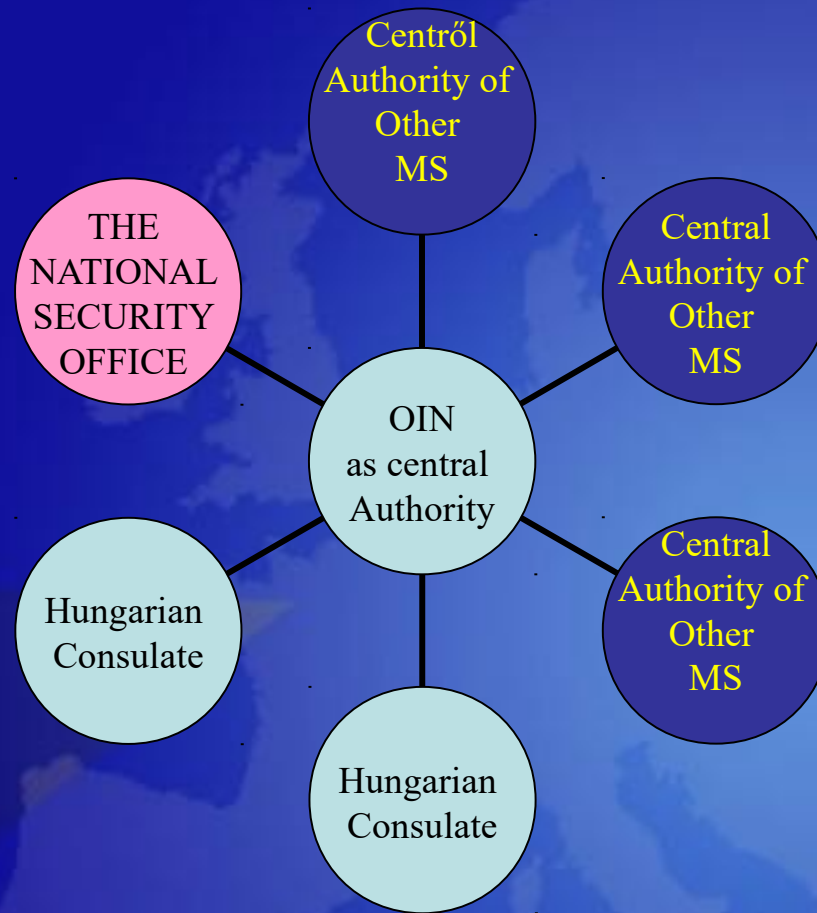 Centről
Authority of
Other
MS
THE
NATIONAL
SECURITY
OFFICE
Central
Authority of
Other
MS
OIN
as central
Authority
Hungarian
Consulate
Central
Authority of
Other
MS
Hungarian
Consulate